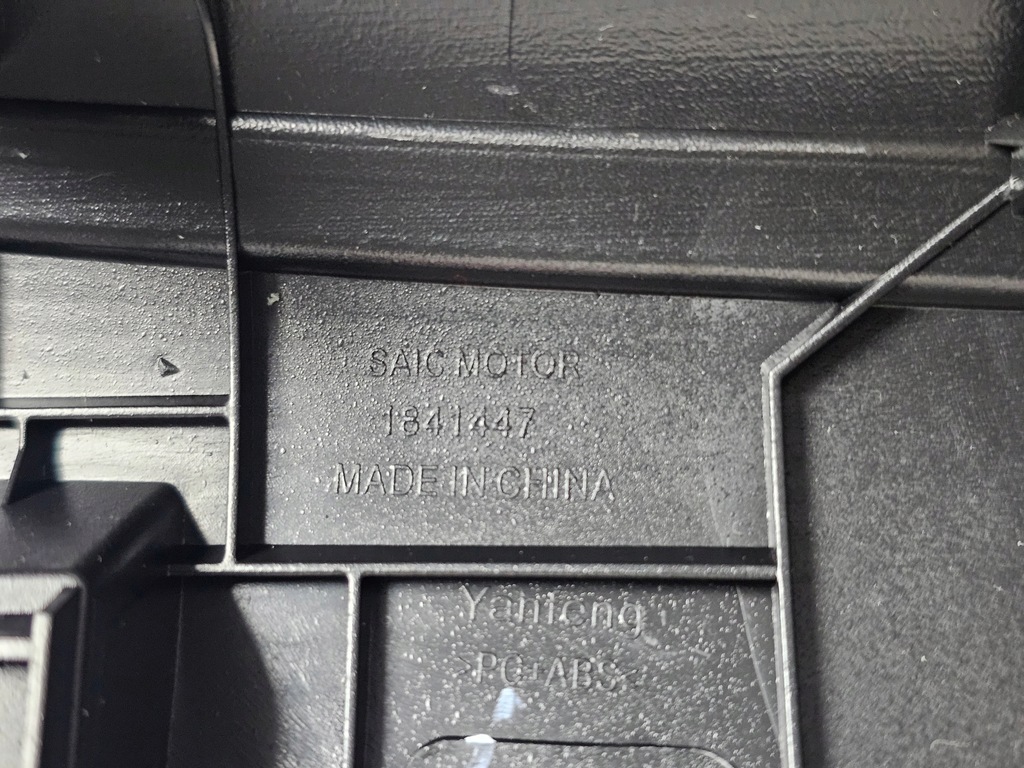 SAIC MOTOR
1841447
MADE IN CHINA
Yanfeng
>PC+ABS<